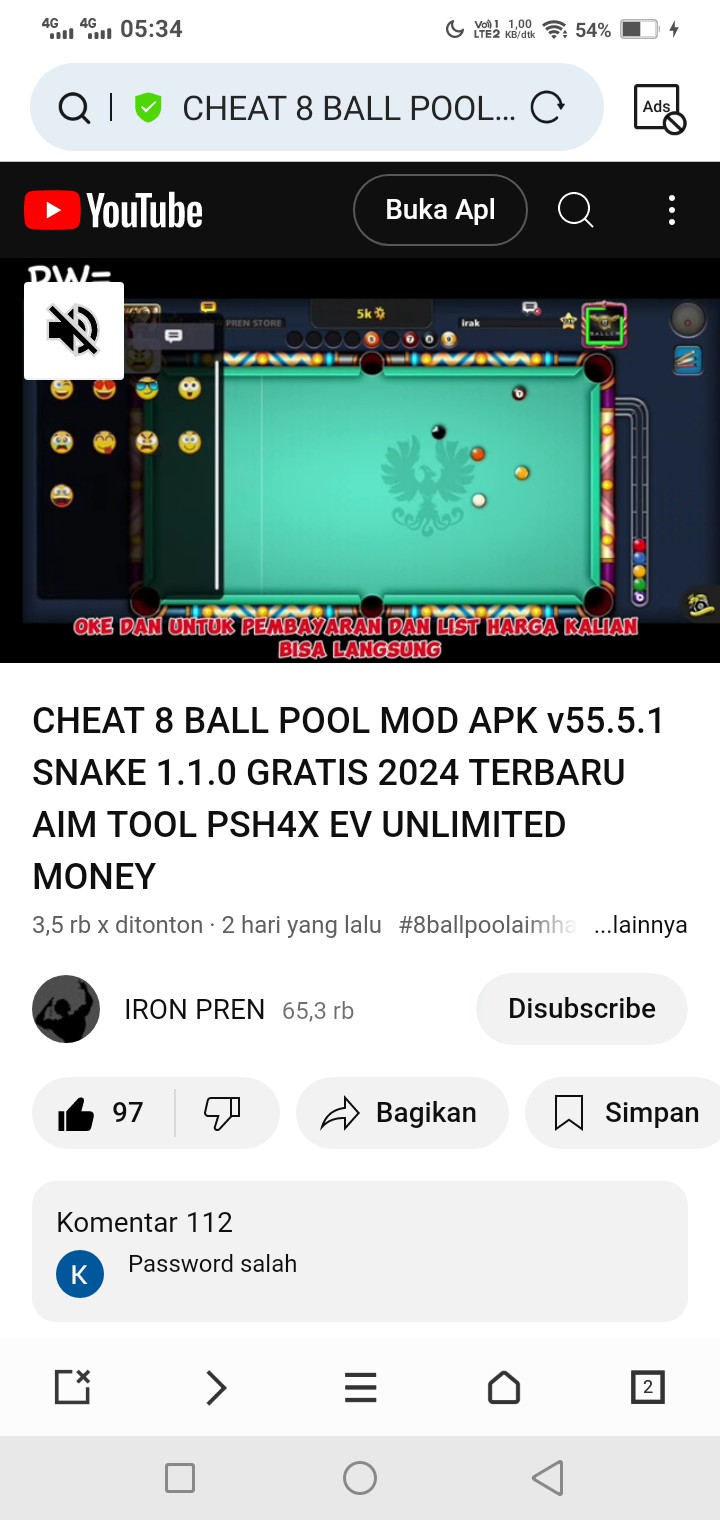 4G 4G 05:34 Vol) 1 LTE2 1,00 KB/dtk 54%
CHEAT 8 BALL POOL... Ads
YouTube Buka Apl
PW=
5k
PREN STORE irak
OKE DAN UNTUK PEMBAYARAN DAN LIST HARGA KALIAN
BISA LANGSUNG
CHEAT 8 BALL POOL MOD APK v55.5.1
SNAKE 1.1.0 GRATIS 2024 TERBARU
AIM TOOL PSH4X EV UNLIMITED
MONEY
3,5 rb x ditonton · 2 hari yang lalu #8ballpoolaimha ...lainnya
IRON PREN 65,3 rb Disubscribe
97 Bagikan Simpan
Komentar 112
K Password salah
2